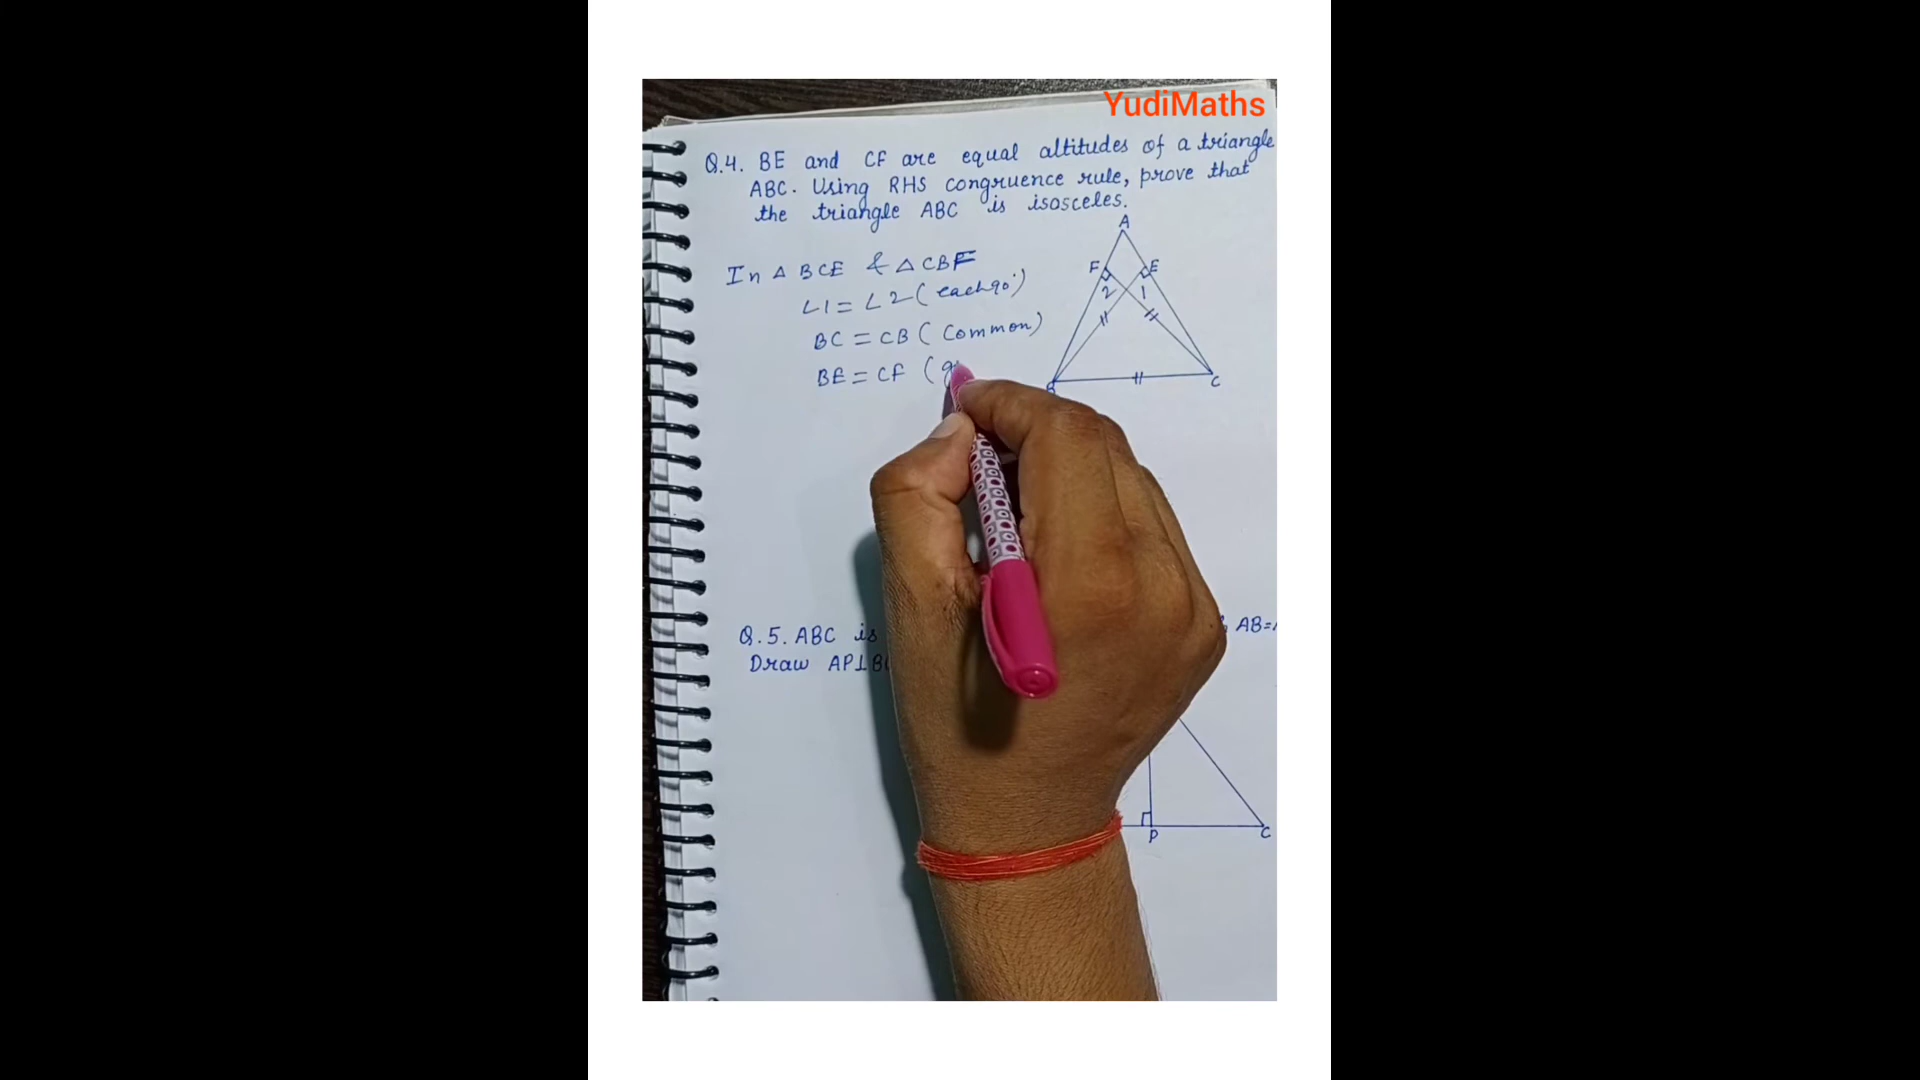 YudiMaths
Q.4. BE and CF are equal altitudes of a triangle
ABC. Using RHS congruence rule, prove that
the triangle ABC is isosceles.
A
In △ BCE & △ CBF
F E
∠1 = ∠2 (each 90°)
2 1
BC = CB (Common)
BE = CF (
B C
Q.5. ABC is AB=
Draw AP⊥B
P C